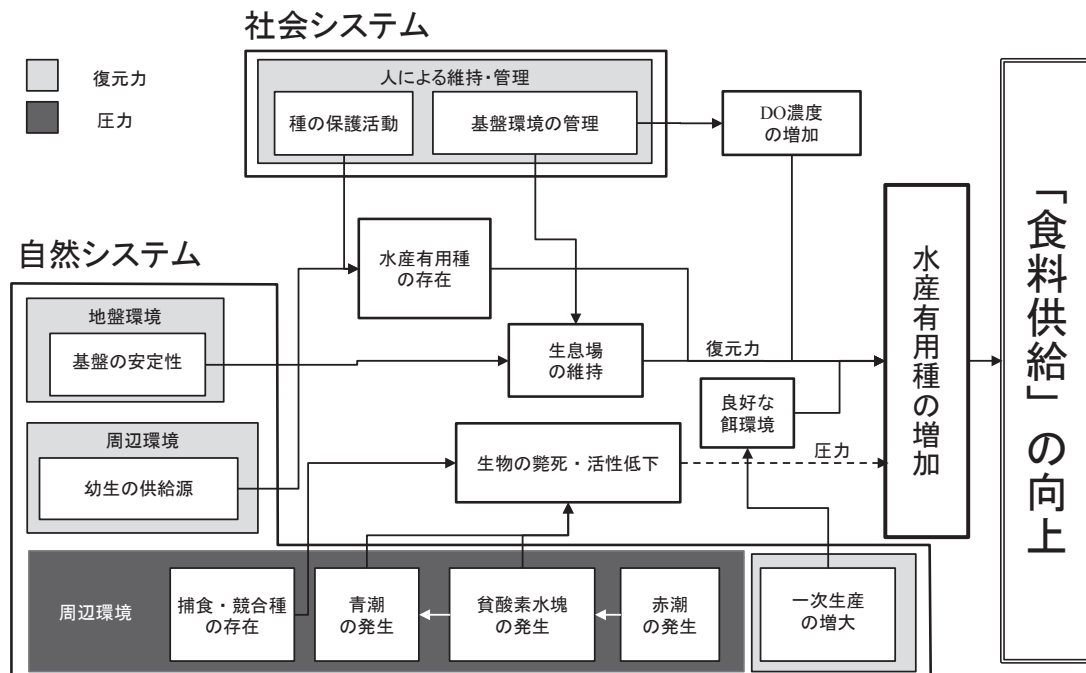 社会システム
復元力
圧力
人による維持・管理
種の保護活動
基盤環境の管理
DO濃度
の増加
自然システム
水産有用種
の存在
地盤環境
基盤の安定性
生息場
の維持
復元力
良好な
餌環境
周辺環境
幼生の供給源
生物の斃死・活性低下
圧力
水産有用種の増加
「食料供給」の向上
周辺環境
捕食・競合種
の存在
青潮
の発生
貧酸素水塊
の発生
赤潮
の発生
一次生産
の増大